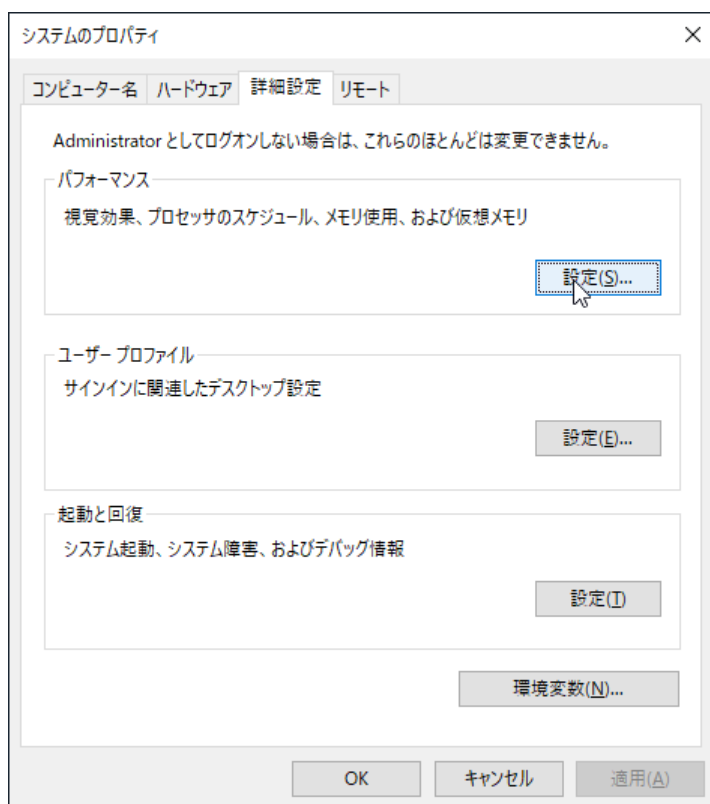 システムのプロパティ
コンピューター名 ハードウェア 詳細設定 リモート
Administrator としてログオンしない場合は、これらのほとんどは変更できません。
パフォーマンス
視覚効果、プロセッサのスケジュール、メモリ使用、および仮想メモリ
設定(S)...
ユーザー プロファイル
サインインに関連したデスクトップ設定
設定(E)...
起動と回復
システム起動、システム障害、およびデバッグ情報
設定(T)
環境変数(N)...
OK キャンセル 適用(A)